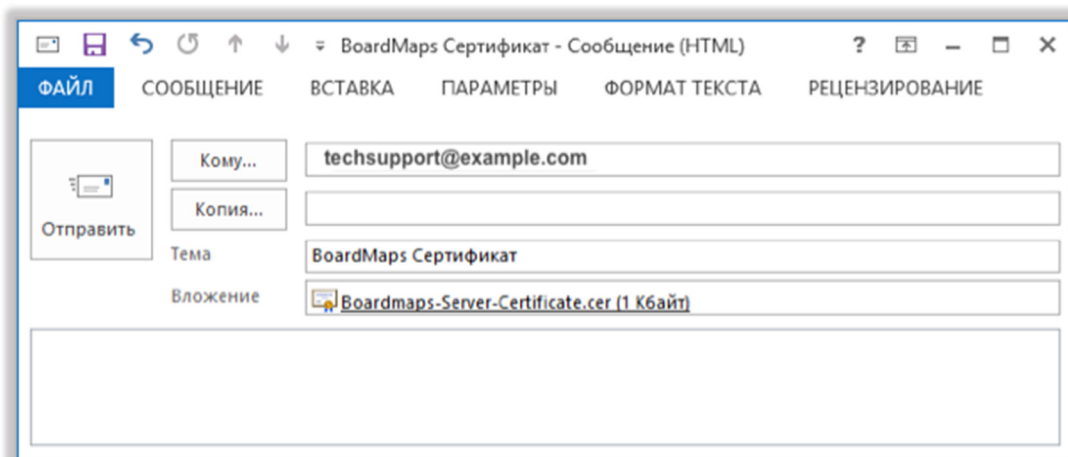 BoardMaps Сертификат - Сообщение (HTML)
ФАЙЛ СООБЩЕНИЕ ВСТАВКА ПАРАМЕТРЫ ФОРМАТ ТЕКСТА РЕЦЕНЗИРОВАНИЕ
Отправить
Кому... techsupport@example.com
Копия...
Тема BoardMaps Сертификат
Вложение Boardmaps-Server-Certificate.cer (1 Кбайт)